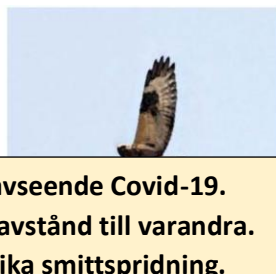 avseende Covid-19.
avstånd till varandra.
ika smittspridning.